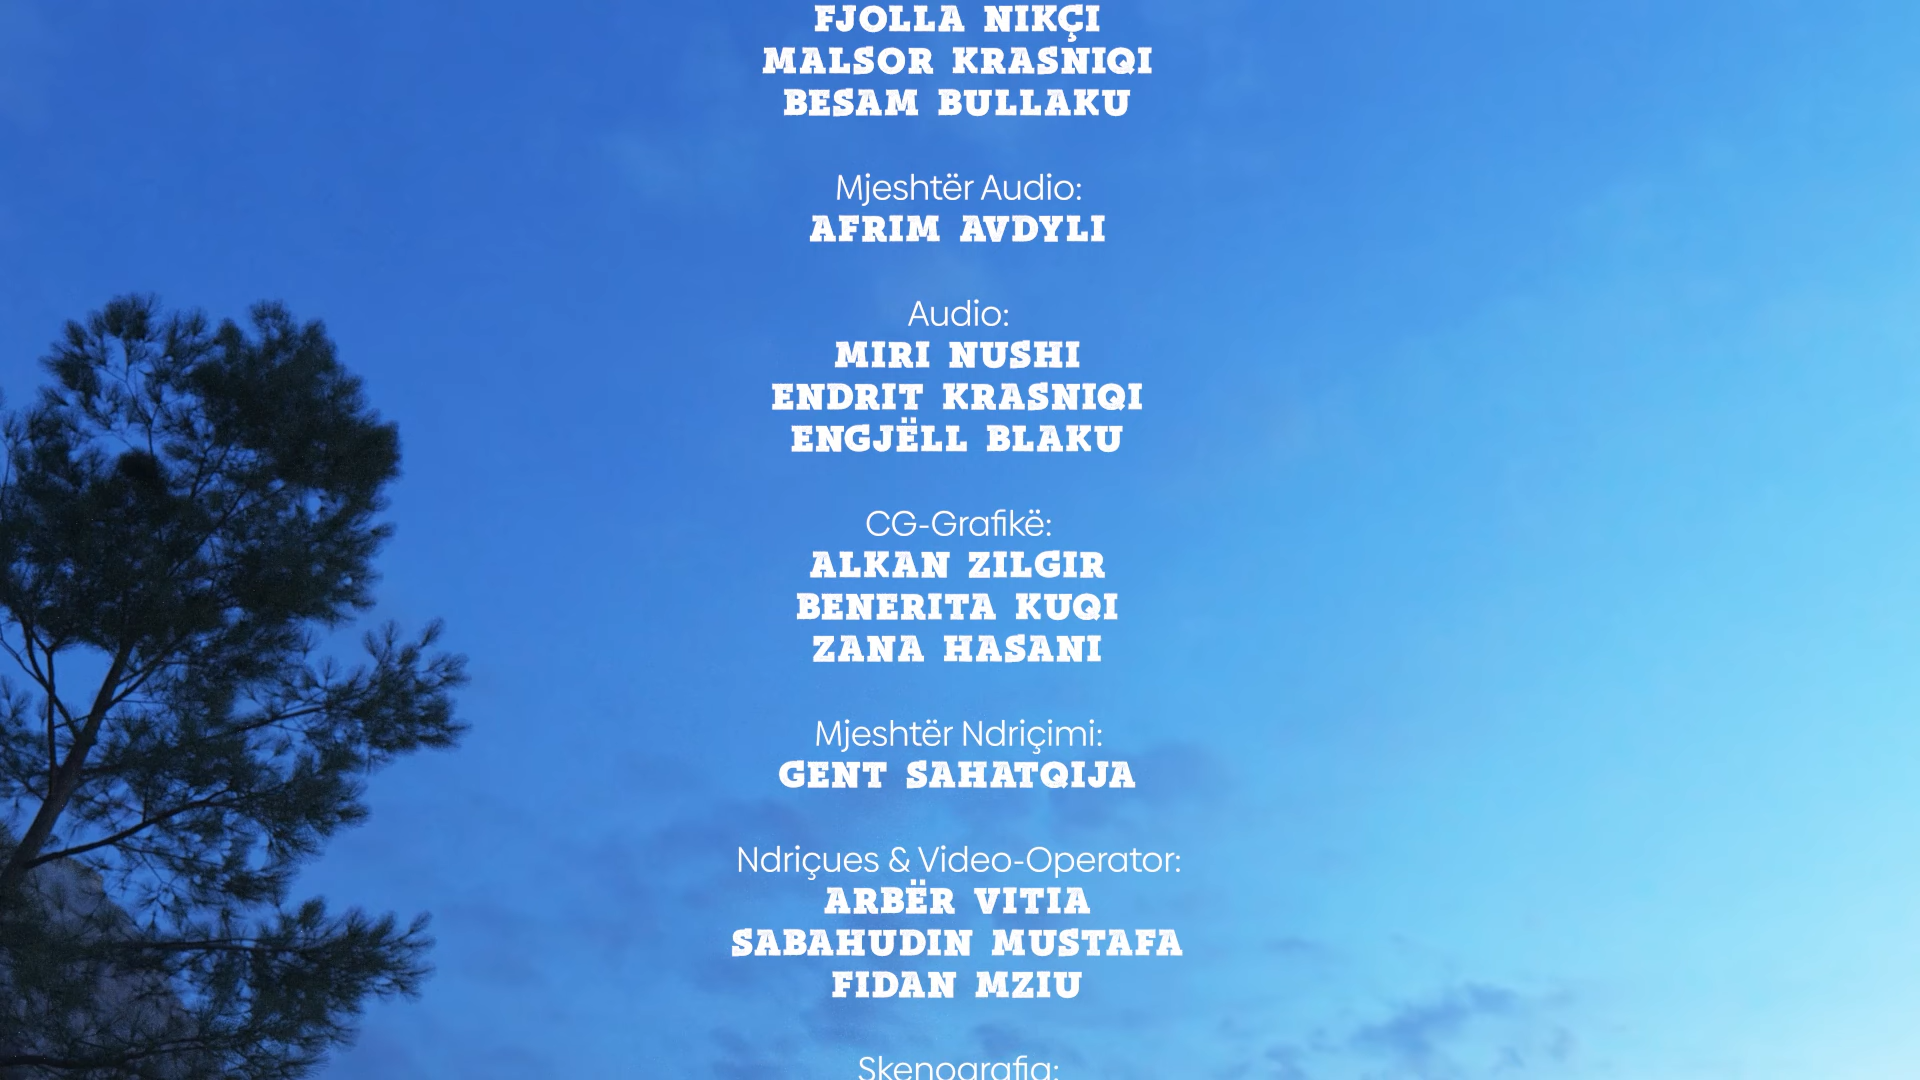 FJOLLA NIKÇI
MALSOR KRASNIQI
BESAM BULLAKU
Mjeshtër Audio:
AFRIM AVDYLI
Audio:
MIRI NUSHI
ENDRIT KRASNIQI
ENGJËLL BLAKU
CG-Grafikë:
ALKAN ZILGIR
BENERITA KUQI
ZANA HASANI
Mjeshtër Ndriçimi:
GENT SAHATQIJA
Ndriçues & Video-Operator:
ARBËR VITIA
SABAHUDIN MUSTAFA
FIDAN MZIU
Skenografia: